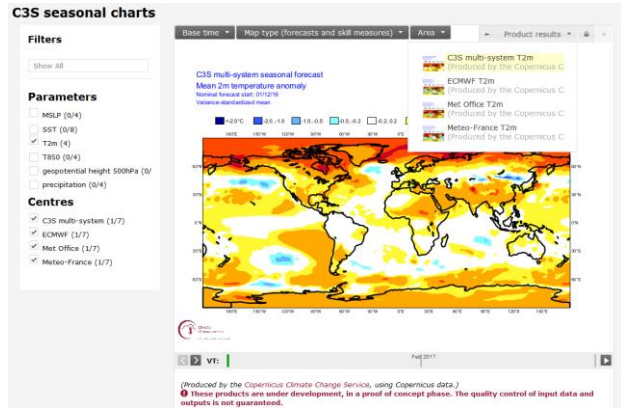 C3S seasonal charts
Filters
Show All
Parameters
MSLP (0/4)
SST (0/8)
T2m (4)
T850 (0/4)
geopotential height 500hPa (0/
precipitation (0/4)
Centres
C3S multi-system (1/7)
ECMWF (1/7)
Met Office (1/7)
Meteo-France (1/7)
Base time Map type (forecasts and skill measures) Area Product results
C3S multi-system T2m
(Produced by the Copernicus C
ECMWF T2m
(Produced by the Copernicus C
Met Office T2m
(Produced by the Copernicus C
Meteo-France T2m
(Produced by the Copernicus C
C3S multi-system seasonal forecast
Mean 2m temperature anomaly
Nominal forecast start: 01/12/16
Variance-standardized mean
<-2.0°C -2.0..-1.0 -1.0..-0.5 -0.5..-0.2 -0.2..0.2
VT: Feb 2017
(Produced by the Copernicus Climate Change Service, using Copernicus data.)
These products are under development, in a proof of concept phase. The quality control of input data and
outputs is not guaranteed.